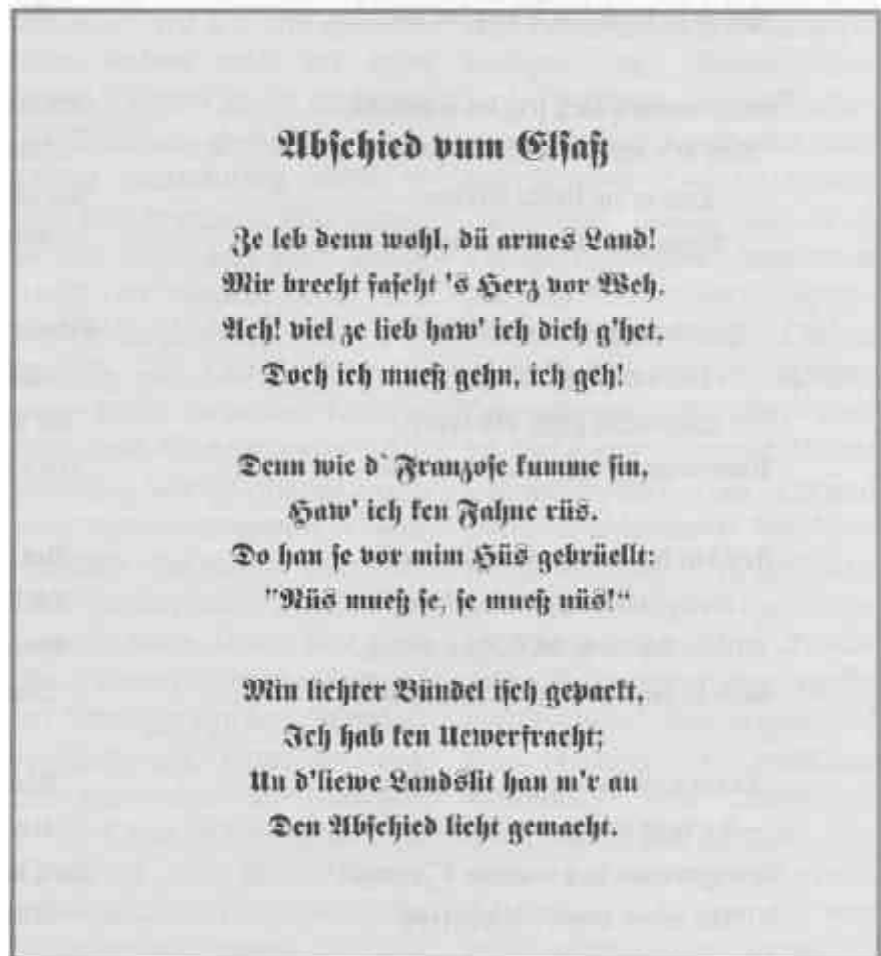 Abschied vum Elsaß
Ze leb denn wohl, dü armes Land!
Mir brecht fascht 's Herz vor Weh.
Ach! viel ze lieb haw' ich dich g'het,
Doch ich mueß gehn, ich geh!
Denn wie d` Franzose kumme sin,
Haw' ich ken Fahne rüs.
Do han se vor mim Hüs gebrüellt:
"Nüs mueß se, se mueß nüs!“
Min lichter Bündel isch gepackt,
Ich hab ken Uewerfracht;
Un d'liewe Landslit han m'r au
Den Abschied licht gemacht.